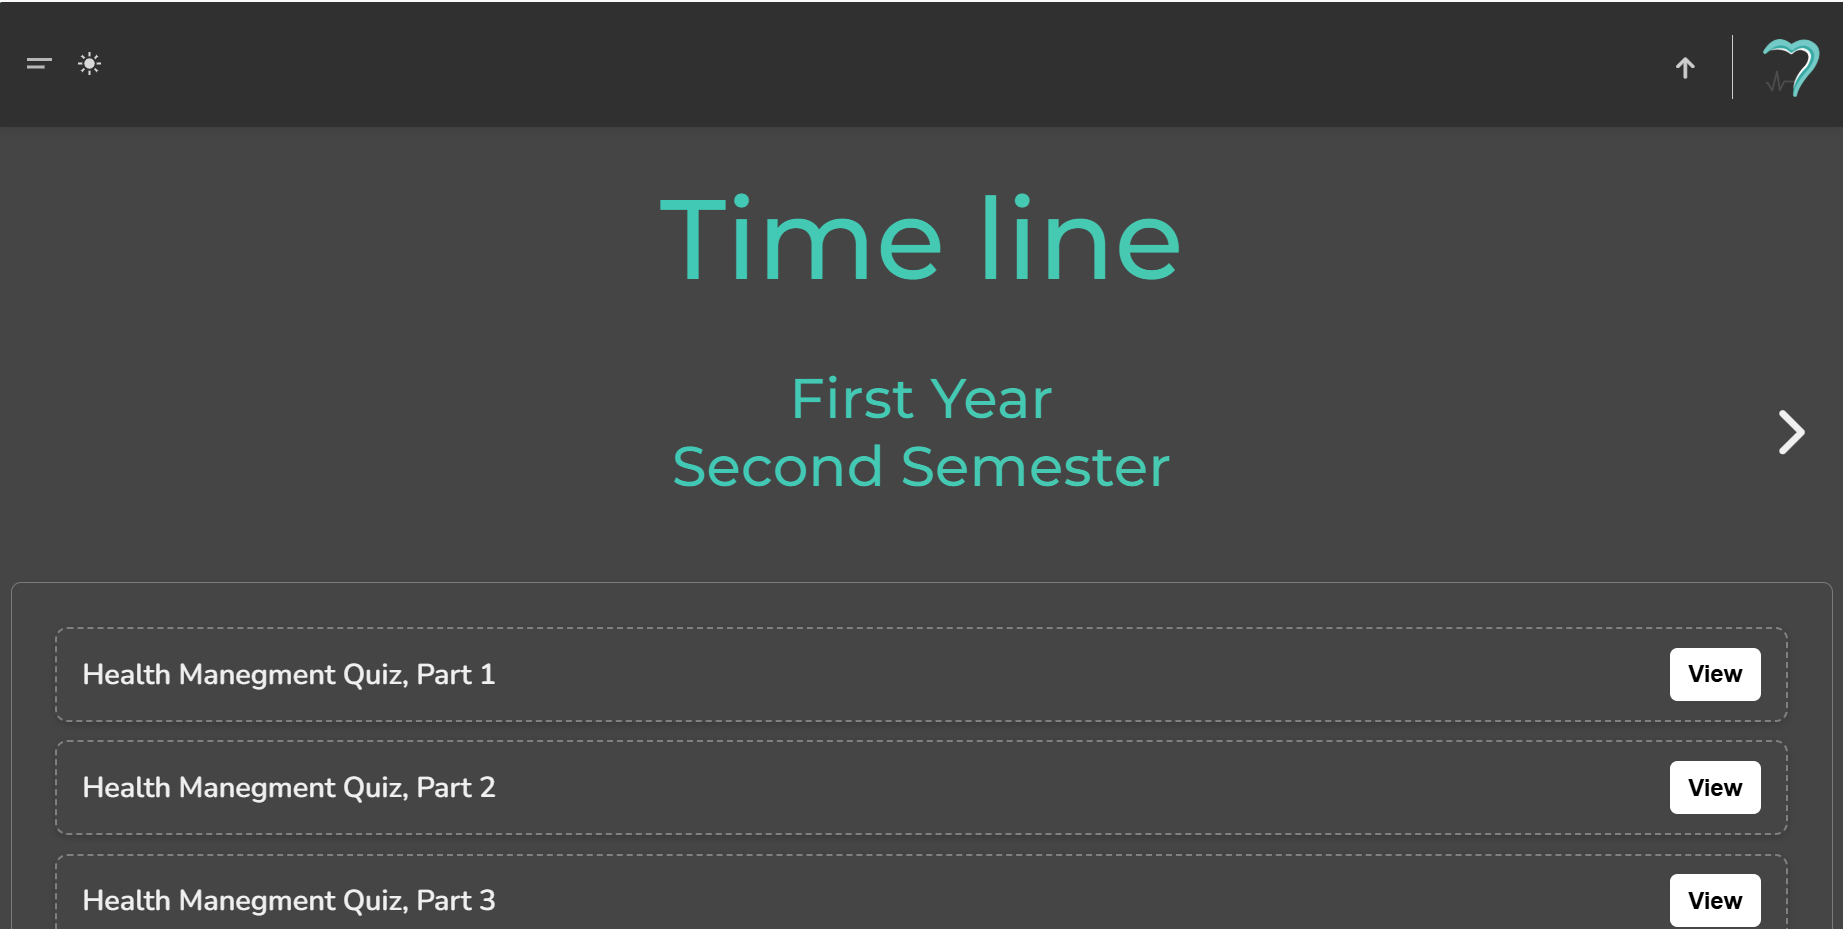 Time line
First Year
Second Semester
Health Manegment Quiz, Part 1
View
Health Manegment Quiz, Part 2
View
Health Manegment Quiz, Part 3
View